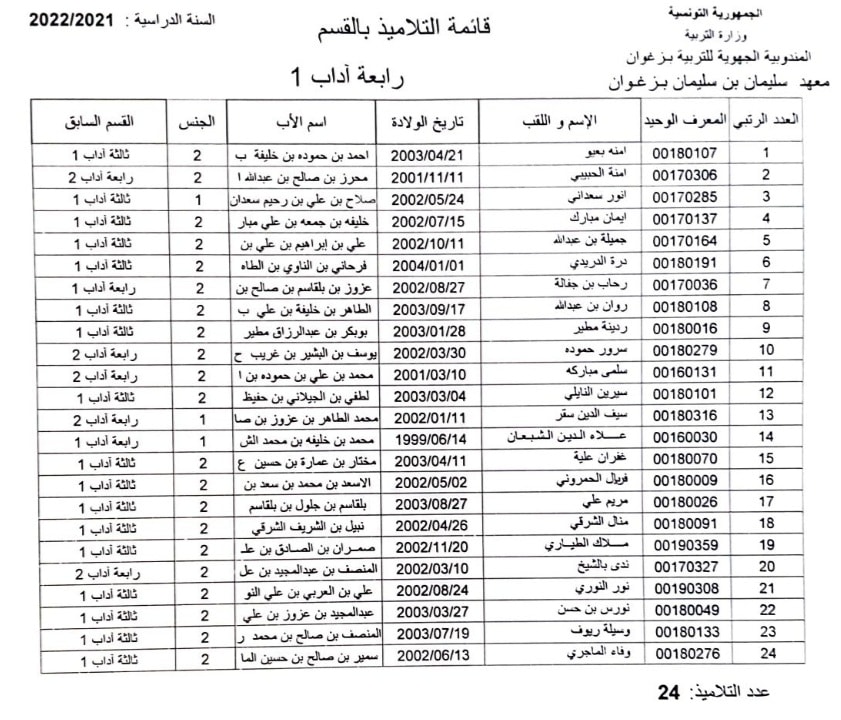 الجمهورية التونسية
وزارة التربية
المندوبية الجهوية للتربية بـزغوان
معهد سليمان بن سليمان بـزغـوان
قائمة التلاميذ بالقسم
رابعة آداب 1
السنة الدراسية : 2022/2021
العدد الرتبي المعرف الوحيد الإسم و اللقب تاريخ الولادة اسم الأب الجنس القسم السابق
1 00180107 امنه بعيو 2003/04/21 احمد بن حموده بن خليفة ب 2 ثالثة آداب 1
2 00170306 امنة الحبيبي 2001/11/11 محرز بن صالح بن عبدالله ا 2 رابعة آداب 2
3 00170285 انور سعداني 2002/05/24 صلاح بن علي بن رحيم سعدان 1 ثالثة آداب 1
4 00170137 ايمان مبارك 2002/07/15 خليفه بن جمعه بن علي مبار 2 ثالثة آداب 1
5 00170164 جميلة بن عبدالله 2002/10/11 علي بن إبراهيم بن علي بن 2 ثالثة آداب 1
6 00180191 درة الدريدي 2004/01/01 فرحاني بن الناوي بن الطاه 2 ثالثة آداب 1
7 00170036 رحاب بن جفالة 2002/08/27 عزوز بن بلقاسم بن صالح بن 2 رابعة آداب 1
8 00180108 روان بن عبدالله 2003/09/17 الطاهر بن خليفة بن علي ب 2 ثالثة آداب 1
9 00180016 ردينة مطير 2003/01/28 بوبكر بن عبدالرزاق مطير 2 ثالثة آداب 1
10 00180279 سرور حموده 2002/03/30 يوسف بن البشير بن غريب ح 2 رابعة آداب 2
11 00160131 سلمى مباركه 2001/03/10 محمد بن علي بن حموده بن ا 2 رابعة آداب 2
12 00180101 سيرين النايلي 2003/03/04 لطفي بن الجيلاني بن حفيظ 2 ثالثة آداب 1
13 00180316 سيف الدين سقر 2002/01/11 محمد الطاهر بن عزوز بن صا 1 رابعة آداب 2
14 00160030 عـــلاء الـدين الـشـبـعـان 1999/06/14 محمد بن خليفه بن محمد الش 1 رابعة آداب 1
15 00180070 غفران علية 2003/04/11 مختار بن عمارة بن حسين ع 2 ثالثة آداب 1
16 00180009 فريال الحمروني 2002/05/02 الاسعد بن محمد بن سعد بن 2 ثالثة آداب 1
17 00180026 مريم علي 2003/08/27 بلقاسم بن جلول بن بلقاسم 2 ثالثة آداب 1
18 00180091 منال الشرقي 2002/04/26 نبيل بن الشريف الشرقي 2 ثالثة آداب 1
19 00190359 مـــلاك الطيـاري 2002/11/20 صمـران بن الصـادق بن علـ 2 ثالثة آداب 1
20 00170327 ندى بالشيخ 2002/03/10 المنصف بن عبدالمجيد بن عل 2 رابعة آداب 2
21 00190308 نور النوري 2002/08/24 علي بن العربي بن علي النو 2 ثالثة آداب 1
22 00180049 نورس بن حسن 2003/03/27 عبدالمجيد بن عزوز بن علي 2 ثالثة آداب 1
23 00180133 وسيلة ريوف 2003/07/19 المنصف بن صالح بن محمد ر 2 ثالثة آداب 1
24 00180276 وفاء الماجري 2002/06/13 سمير بن صالح بن حسين الما 2 ثالثة آداب 1
عدد التلاميذ: 24